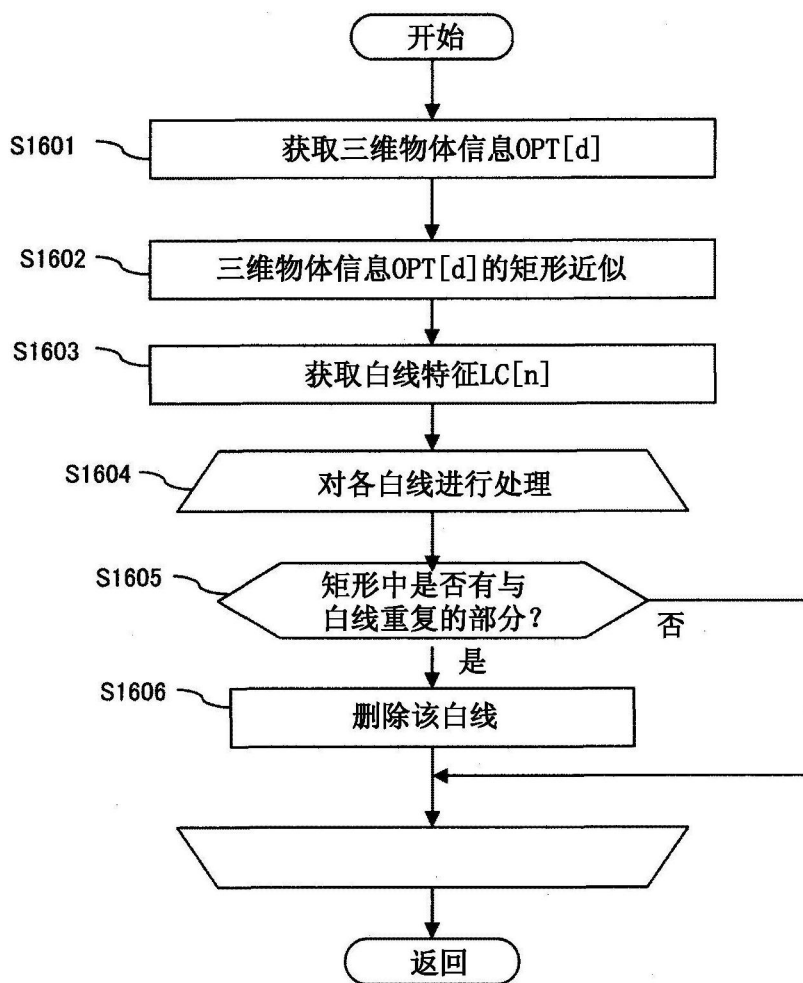 开始
S1601
获取三维物体信息OPT[d]
S1602
三维物体信息OPT[d]的矩形近似
S1603
获取白线特征LC[n]
S1604
对各白线进行处理
S1605
矩形中是否有与
白线重复的部分？
否
是
S1606
删除该白线
返回